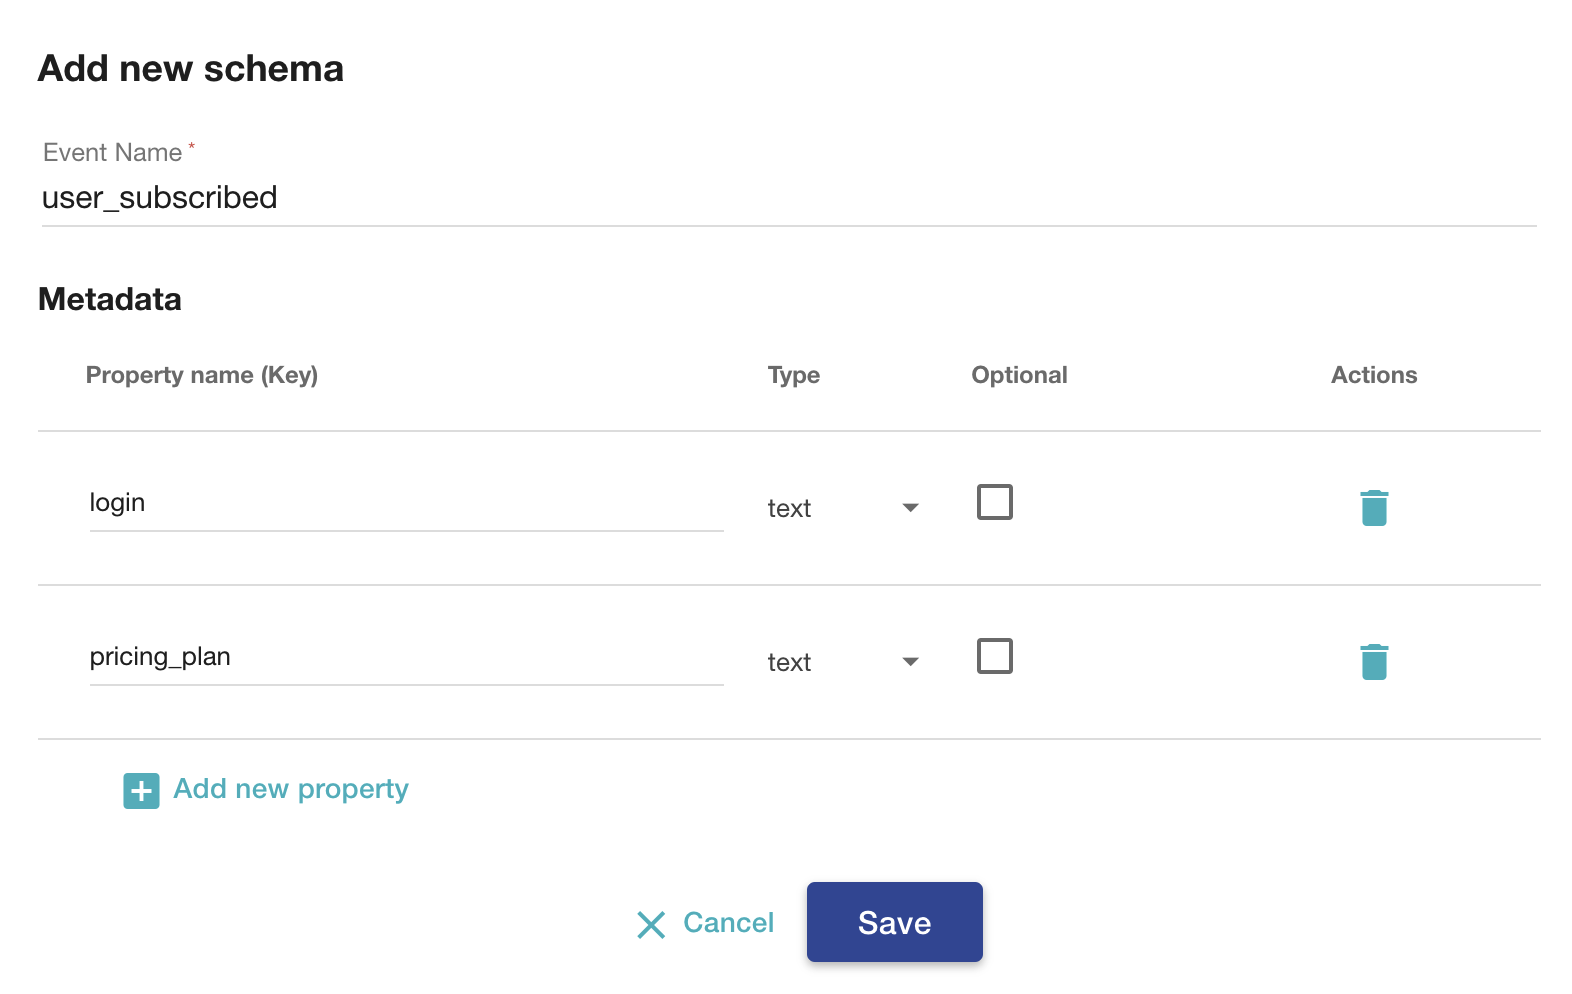 Add new schema
Event Name *
user_subscribed
Metadata
Property name (Key) Type Optional Actions
login text
pricing_plan text
Add new property
Cancel Save